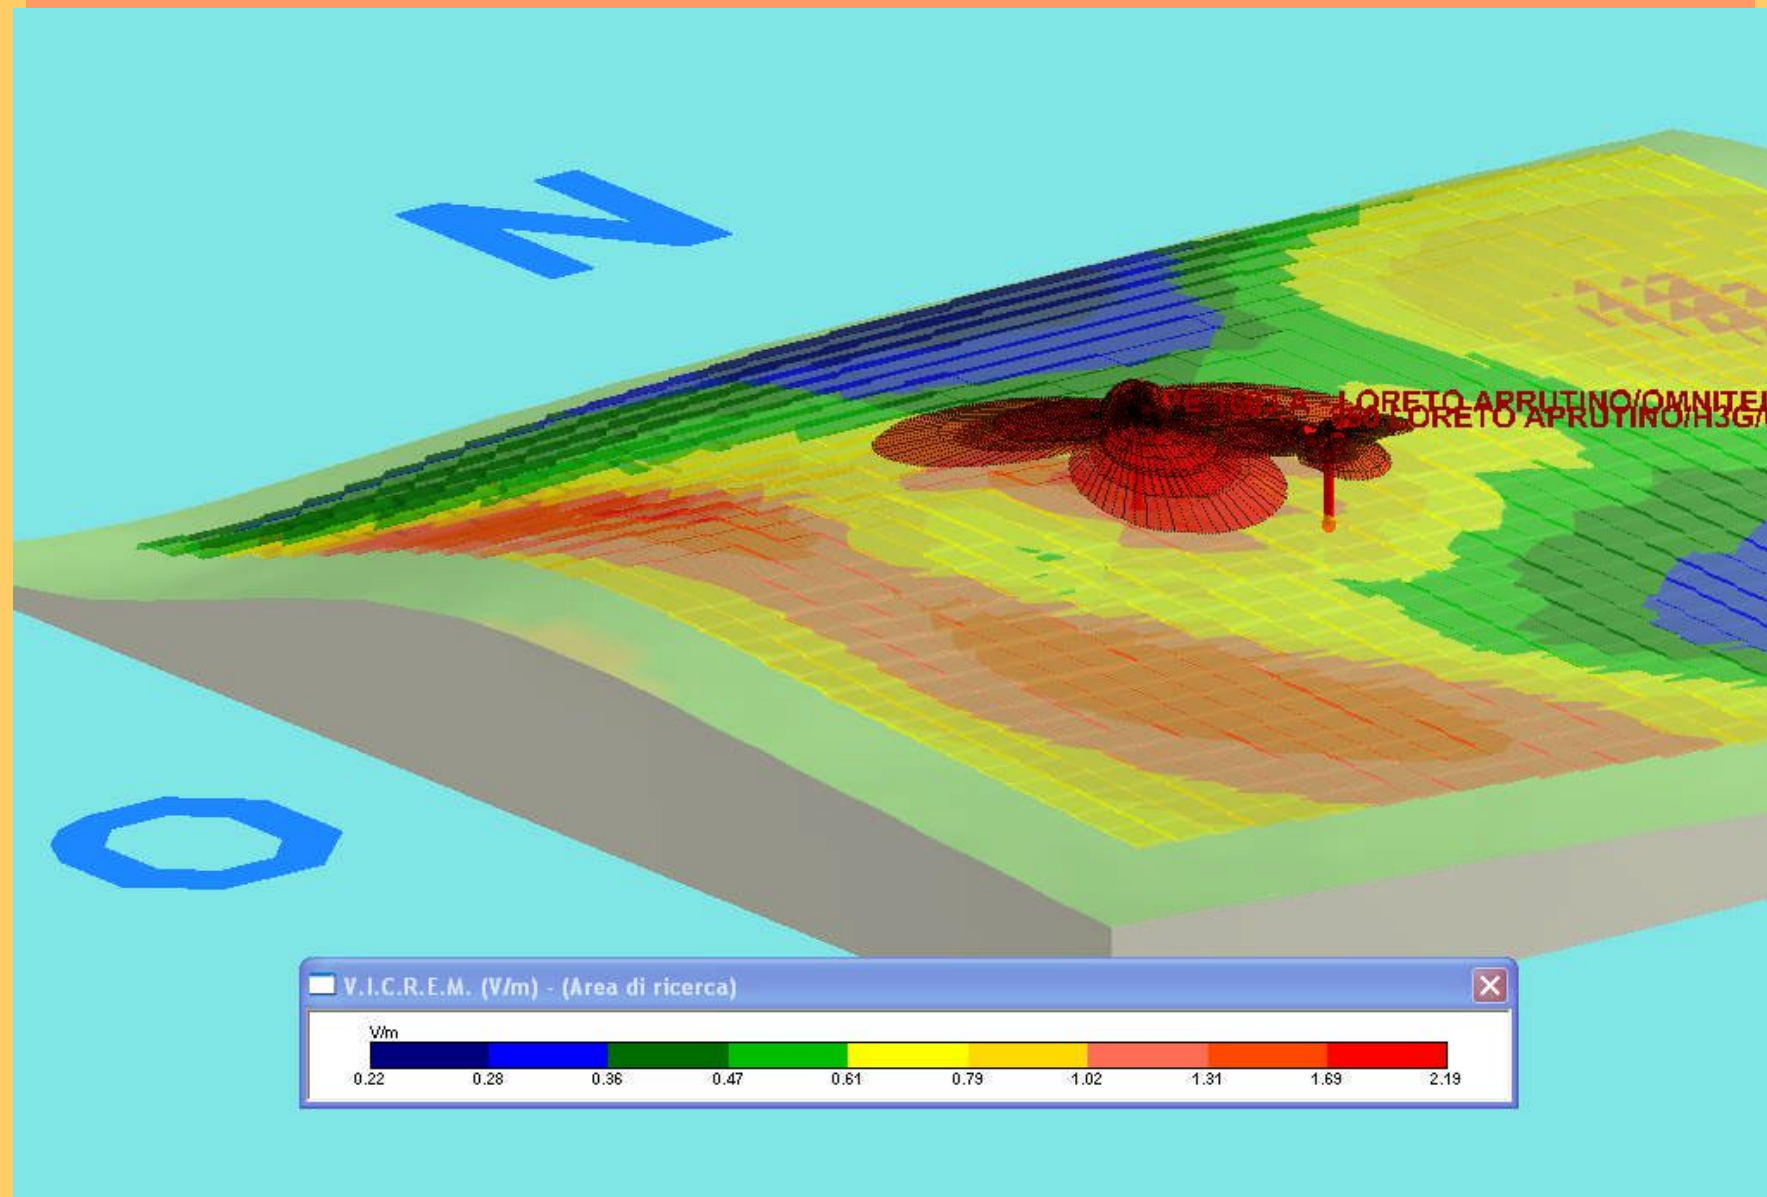 N
LORETO APRUTINO/OMNITEL
LORETO APRUTINO/H3G/
O
V.I.C.R.E.M. (V/m) - (Area di ricerca)
V/m
0.22 0.28 0.36 0.47 0.61 0.79 1.02 1.31 1.69 2.19